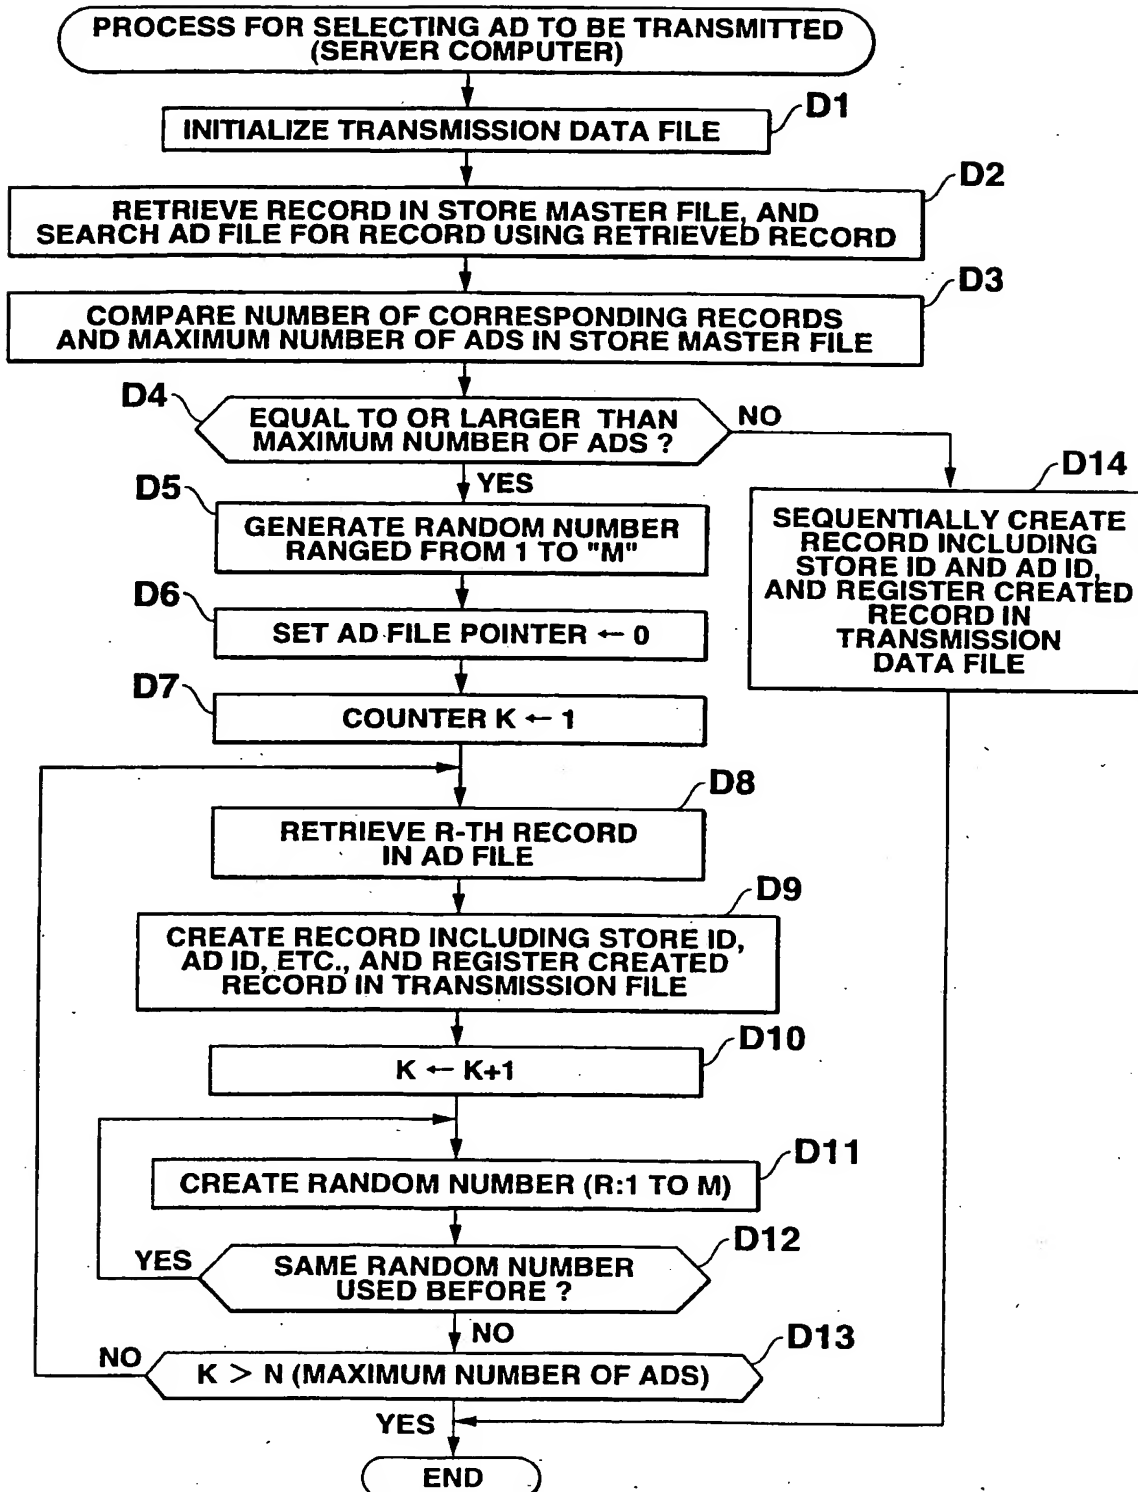 PROCESS FOR SELECTING AD TO BE TRANSMITTED
(SERVER COMPUTER)
D1
INITIALIZE TRANSMISSION DATA FILE
D2
RETRIEVE RECORD IN STORE MASTER FILE, AND
SEARCH AD FILE FOR RECORD USING RETRIEVED RECORD
D3
COMPARE NUMBER OF CORRESPONDING RECORDS
AND MAXIMUM NUMBER OF ADS IN STORE MASTER FILE
D4
EQUAL TO OR LARGER THAN
MAXIMUM NUMBER OF ADS ?
NO
YES
D14
SEQUENTIALLY CREATE
RECORD INCLUDING
STORE ID AND AD ID,
AND REGISTER CREATED
RECORD IN
TRANSMISSION
DATA FILE
D5
GENERATE RANDOM NUMBER
RANGED FROM 1 TO "M"
D6
SET AD FILE POINTER ← 0
D7
COUNTER K ← 1
D8
RETRIEVE R-TH RECORD
IN AD FILE
D9
CREATE RECORD INCLUDING STORE ID,
AD ID, ETC., AND REGISTER CREATED
RECORD IN TRANSMISSION FILE
D10
K ← K+1
D11
CREATE RANDOM NUMBER (R:1 TO M)
D12
YES
SAME RANDOM NUMBER
USED BEFORE ?
NO
D13
NO
K > N (MAXIMUM NUMBER OF ADS)
YES
END